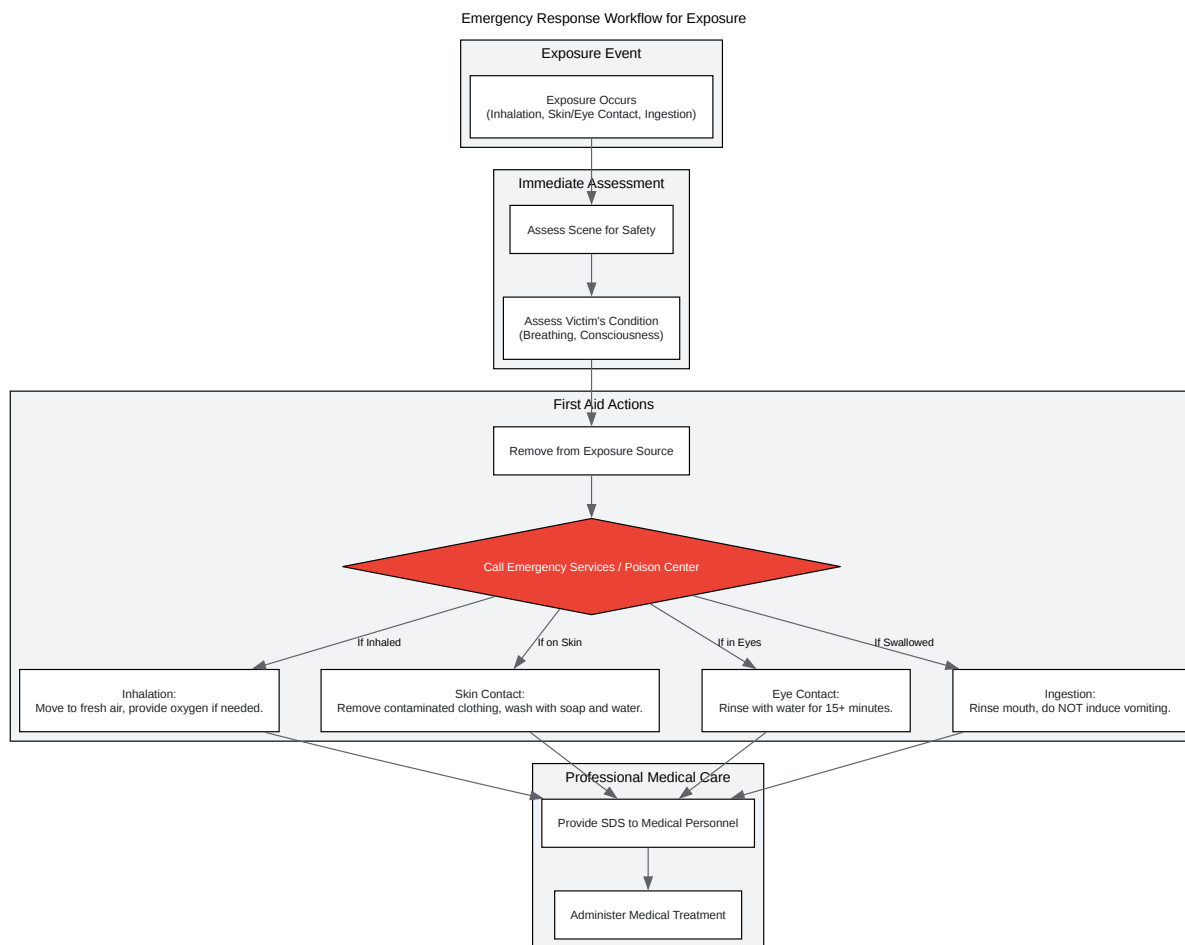 Emergency Response Workflow for Exposure
Exposure Event
Exposure Occurs
(Inhalation, Skin/Eye Contact, Ingestion)
Immediate Assessment
Assess Scene for Safety
Assess Victim's Condition
(Breathing, Consciousness)
First Aid Actions
Remove from Exposure Source
Call Emergency Services / Poison Center
If Inhaled
If on Skin
If in Eyes
If Swallowed
Inhalation:
Move to fresh air, provide oxygen if needed.
Skin Contact:
Remove contaminated clothing, wash with soap and water.
Eye Contact:
Rinse with water for 15+ minutes.
Ingestion:
Rinse mouth, do NOT induce vomiting.
Professional Medical Care
Provide SDS to Medical Personnel
Administer Medical Treatment